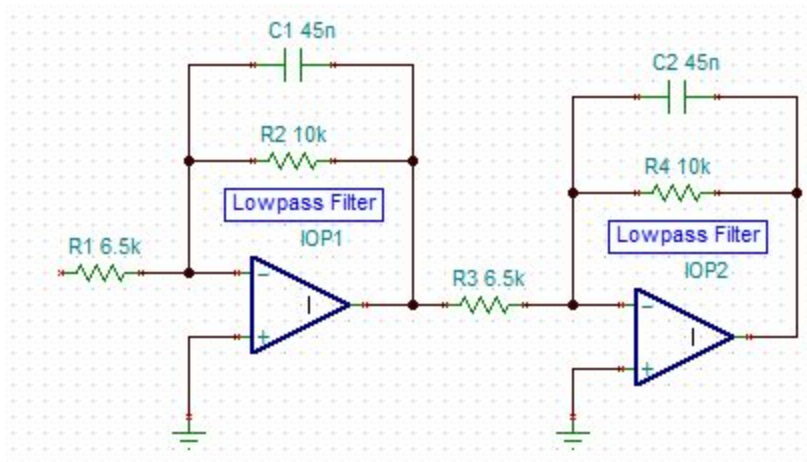 C1 45n
C2 45n
R2 10k
R4 10k
Lowpass Filter
Lowpass Filter
IOP1
R1 6.5k
R3 6.5k
IOP2